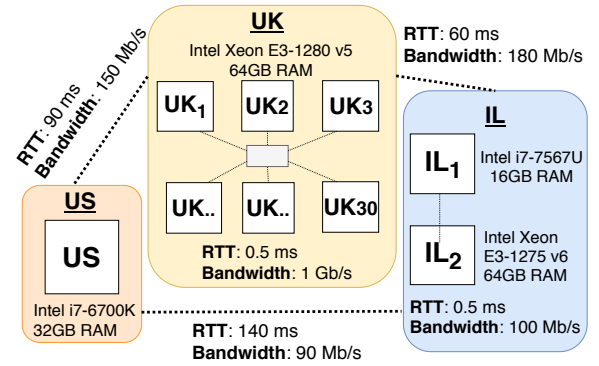 UK
Intel Xeon E3-1280 v5
64GB RAM
UK1
UK2
UK3
UK..
UK..
UK30
RTT: 0.5 ms
Bandwidth: 1 Gb/s
RTT: 90 ms
Bandwidth: 150 Mb/s
RTT: 60 ms
Bandwidth: 180 Mb/s
US
US
Intel i7-6700K
32GB RAM
IL
IL1
Intel i7-7567U
16GB RAM
IL2
Intel Xeon
E3-1275 v6
64GB RAM
RTT: 0.5 ms
Bandwidth: 100 Mb/s
RTT: 140 ms
Bandwidth: 90 Mb/s